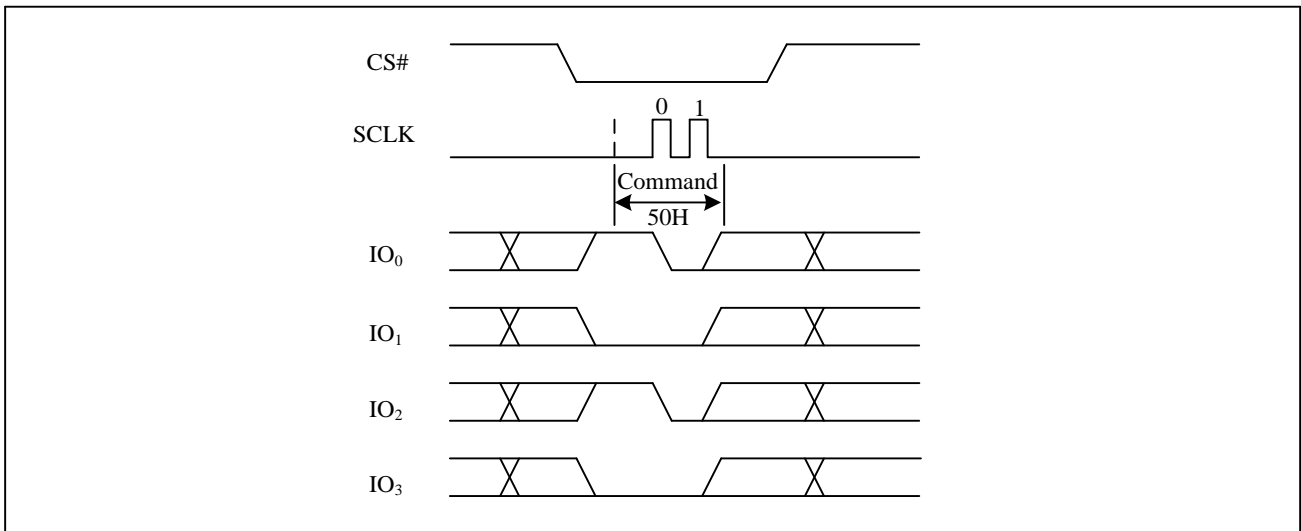 CS#
0 1
SCLK
Command
50H
IO₀
IO₁
IO₂
IO₃